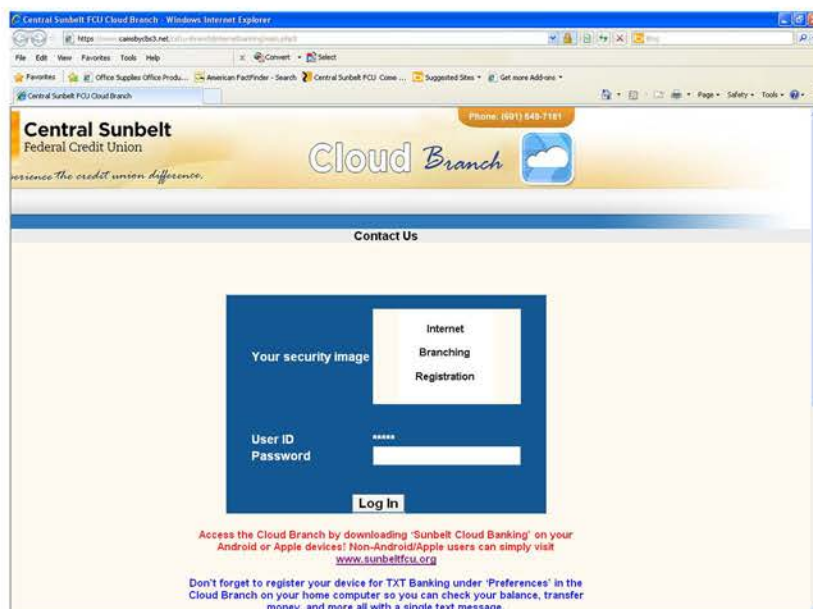 Central Sunbelt FCU Cloud Branch - Windows Internet Explorer
https cainsbycbs3.net
File Edit View Favorites Tools Help
x Convert Select
Favorites Office Supplies Office Produ... American FactFinder - Search Central Sunbelt FCU Come ... Suggested Sites Get more Add-ons
Central Sunbelt FCU Cloud Branch
Page Safety Tools
Phone: (601) 649-7181
Central Sunbelt
Federal Credit Union
erience the credit union difference.
Cloud Branch
Contact Us
Your security image
Internet
Branching
Registration
User ID *****
Password
Log In
Access the Cloud Branch by downloading 'Sunbelt Cloud Banking' on your
Android or Apple devices! Non-Android/Apple users can simply visit
www.sunbeltfcu.org
Don't forget to register your device for TXT Banking under 'Preferences' in the
Cloud Branch on your home computer so you can check your balance, transfer
money, and more all with a single text message.